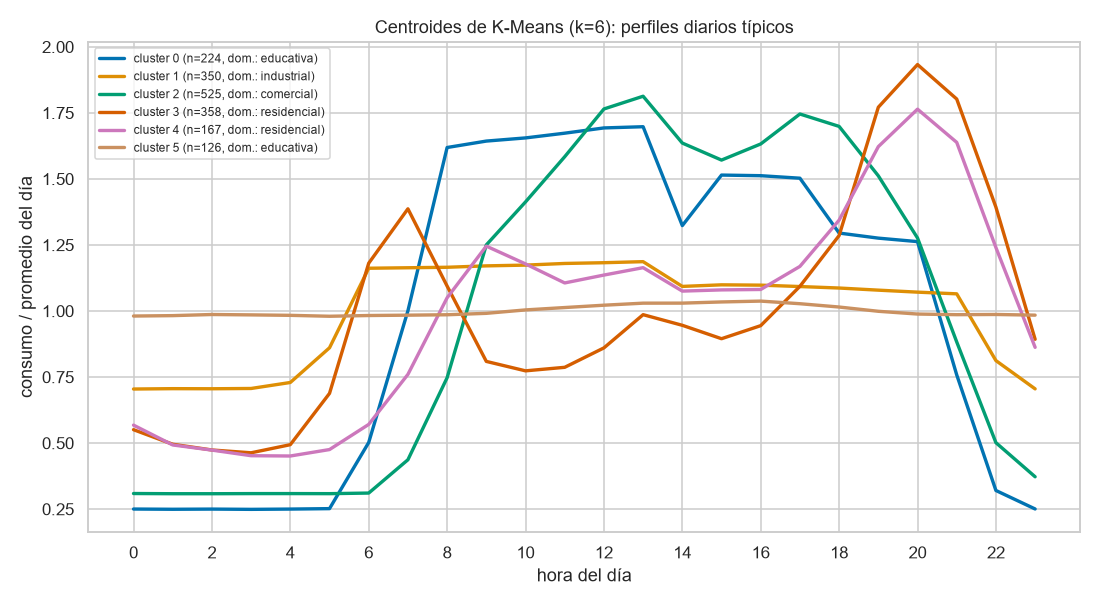 Centroides de K-Means (k=6): perfiles diarios típicos
cluster 0 (n=224, dom.: educativa)
cluster 1 (n=350, dom.: industrial)
cluster 2 (n=525, dom.: comercial)
cluster 3 (n=358, dom.: residencial)
cluster 4 (n=167, dom.: residencial)
cluster 5 (n=126, dom.: educativa)
consumo / promedio del día
2.00
1.75
1.50
1.25
1.00
0.75
0.50
0.25
0 2 4 6 8 10 12 14 16 18 20 22
hora del día